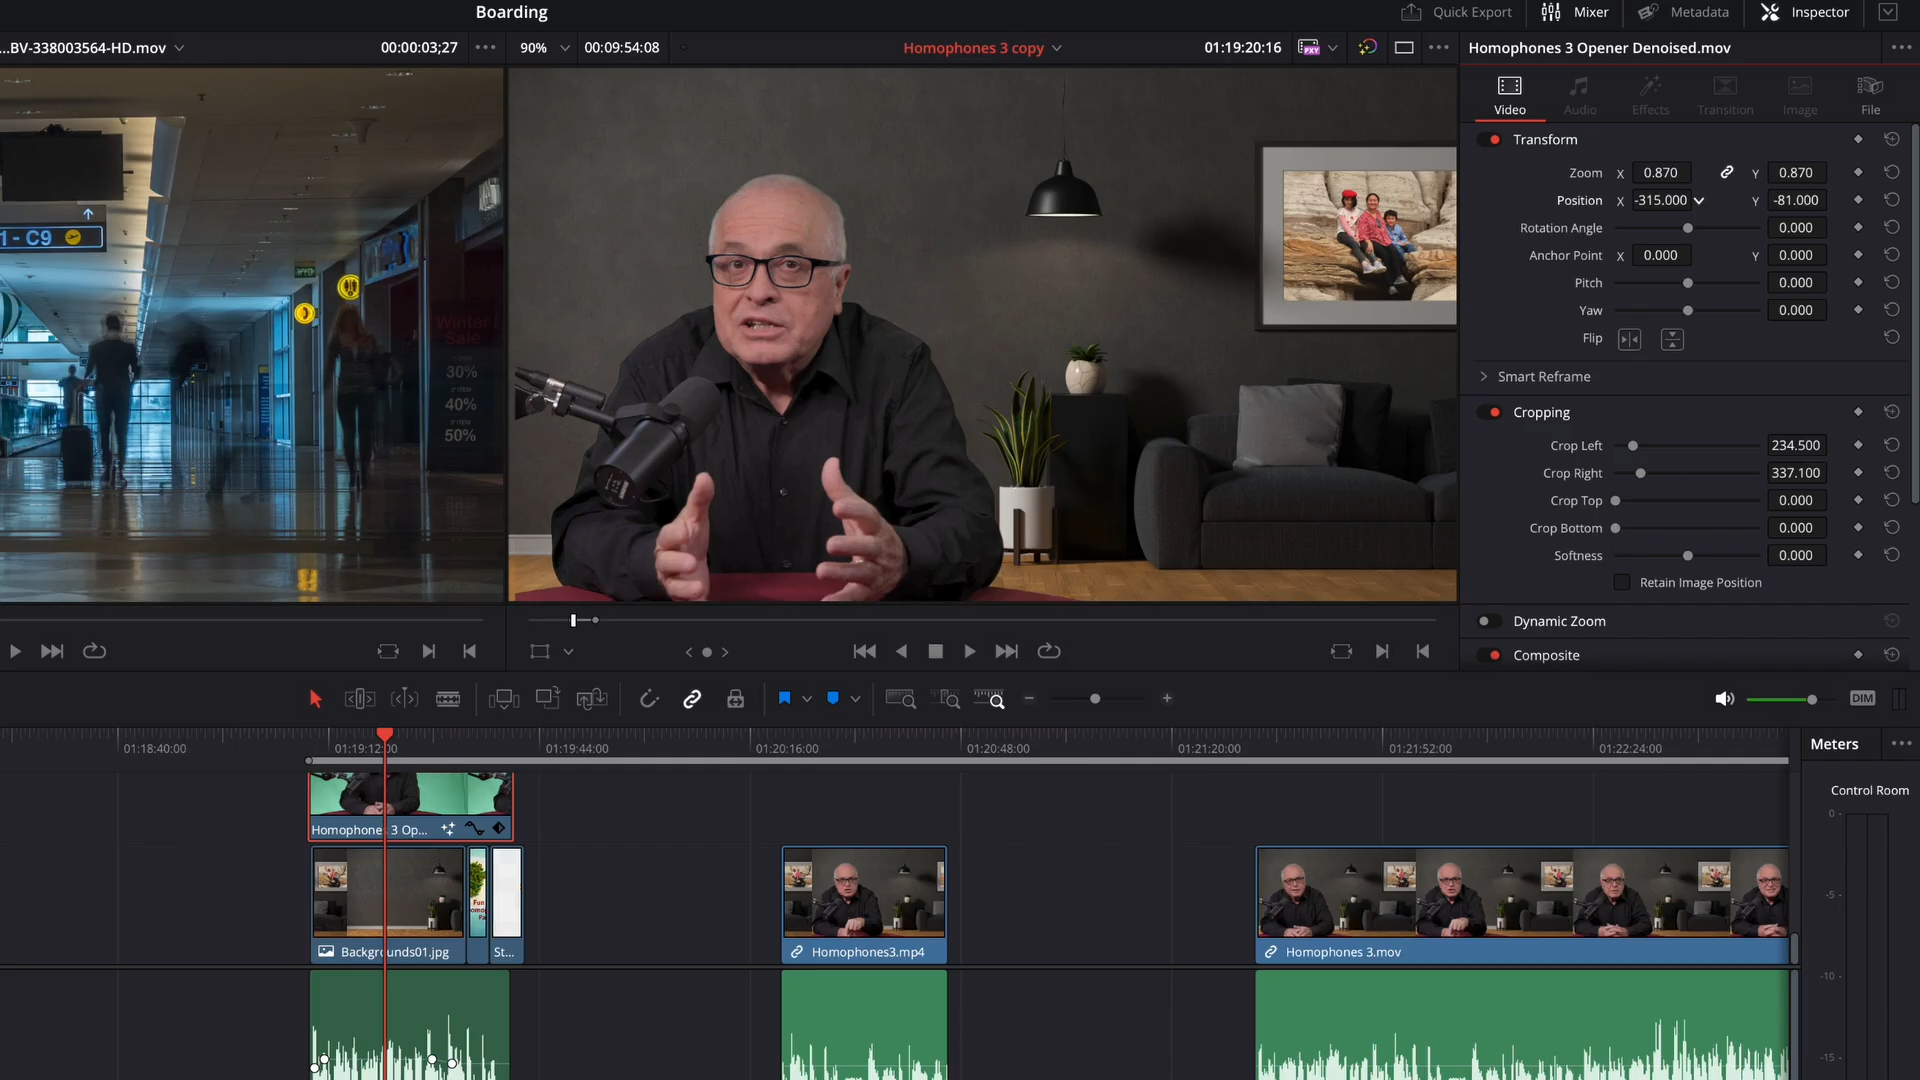 Boarding
Quick Export
Mixer
Metadata
Inspector
...BV-338003564-HD.mov
00:00:03;27
90%
00:09:54:08
Homophones 3 copy
01:19:20:16
PXY
Homophones 3 Opener Denoised.mov
Video
Audio
Effects
Transition
Image
File
Transform
Zoom X 0.870 Y 0.870
Position X -315.000 Y -81.000
Rotation Angle 0.000
Anchor Point X 0.000 Y 0.000
Pitch 0.000
Yaw 0.000
Flip
Smart Reframe
Cropping
Crop Left 234.500
Crop Right 337.100
Crop Top 0.000
Crop Bottom 0.000
Softness 0.000
Retain Image Position
Dynamic Zoom
Composite
1 - C9
Winter
Sale
30%
40%
50%
DIM
01:18:40:00
01:19:12:00
01:19:44:00
01:20:16:00
01:20:48:00
01:21:20:00
01:21:52:00
01:22:24:00
Meters
Control Room
0
-5
-10
-15
Homophones 3 Op...
Fun
Backgrounds01.jpg
St...
Homophones3.mp4
Homophones 3.mov